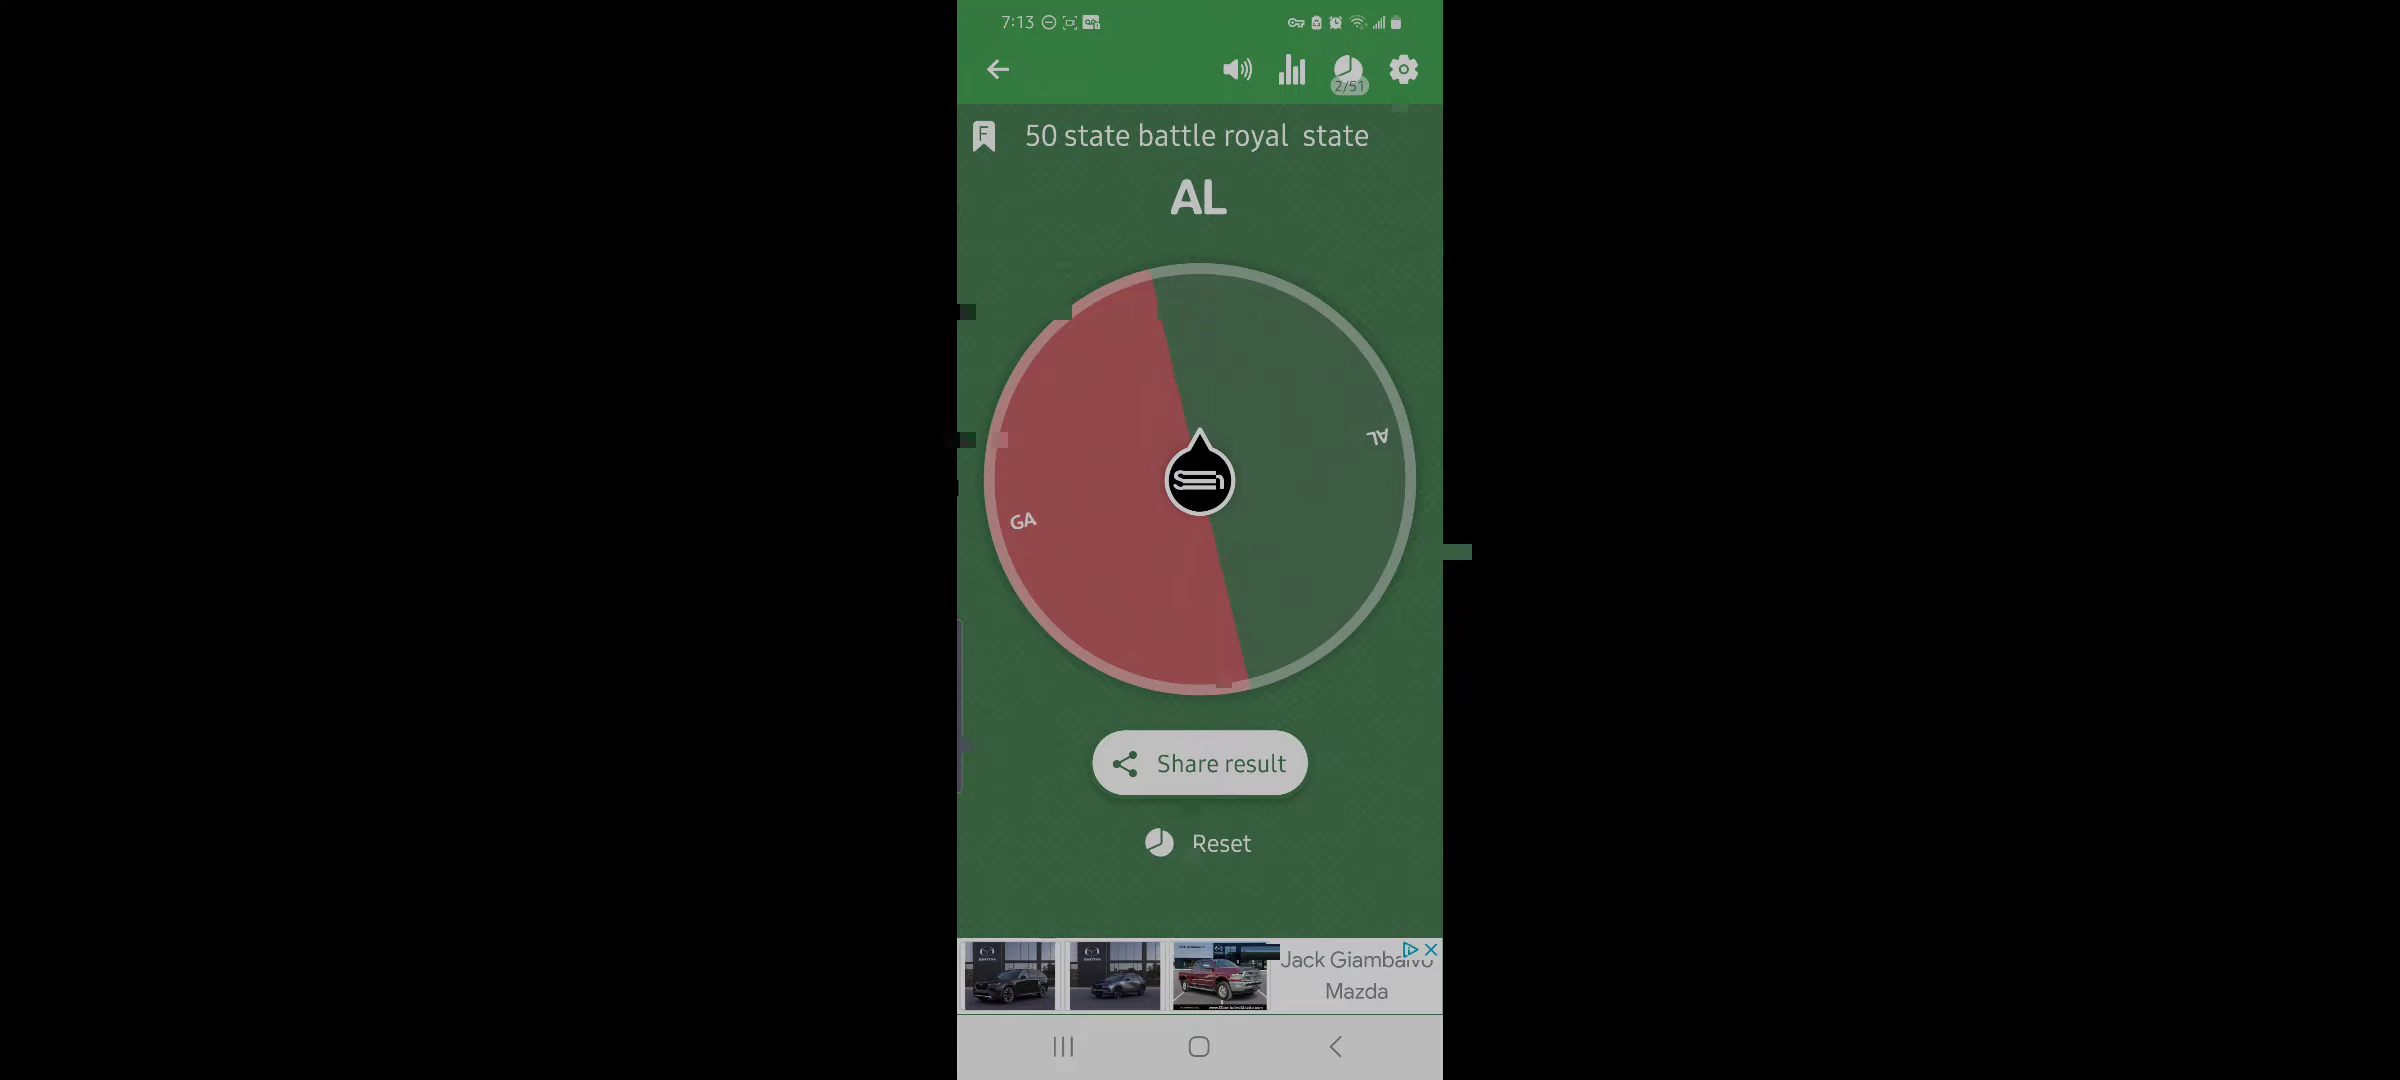 7:13
2/51
F 50 state battle royal state
AL
AL
GA
Share result
Reset
Jack Giambalvo
Mazda